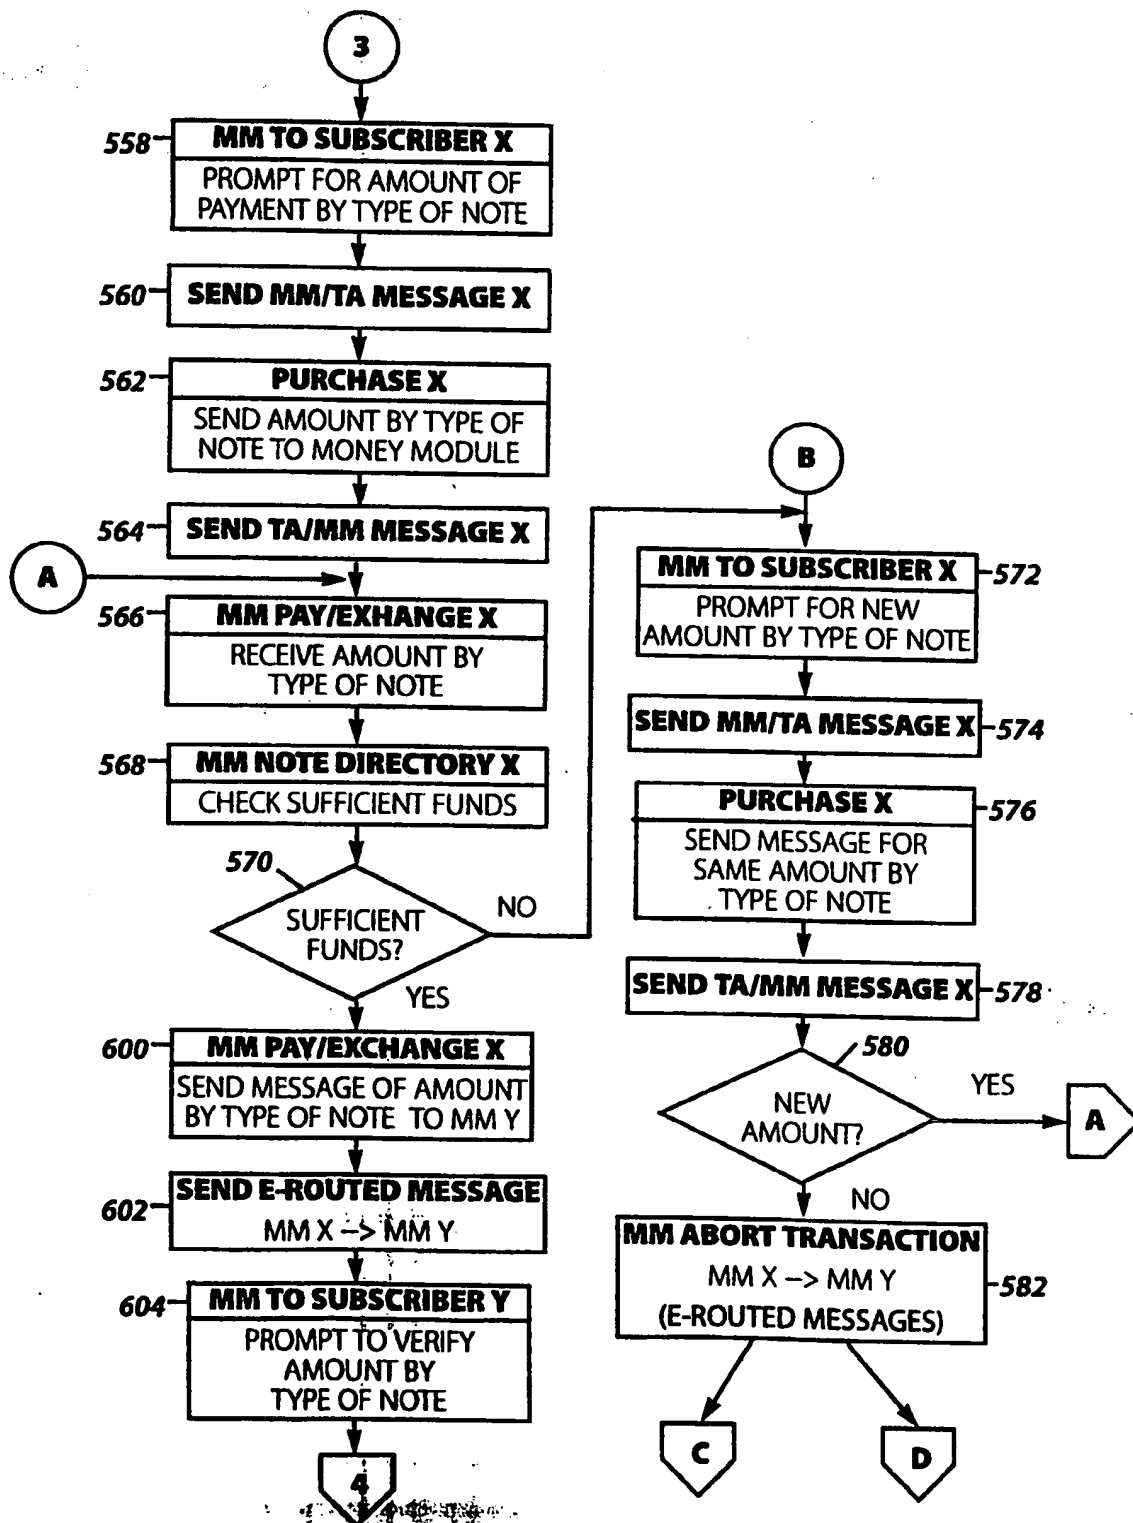 3
558
MM TO SUBSCRIBER X
PROMPT FOR AMOUNT OF
PAYMENT BY TYPE OF NOTE
560
SEND MM/TA MESSAGE X
562
PURCHASE X
SEND AMOUNT BY TYPE OF
NOTE TO MONEY MODULE
564
SEND TA/MM MESSAGE X
A
566
MM PAY/EXHANGE X
RECEIVE AMOUNT BY
TYPE OF NOTE
568
MM NOTE DIRECTORY X
CHECK SUFFICIENT FUNDS
570
SUFFICIENT
FUNDS?
NO
YES
600
MM PAY/EXCHANGE X
SEND MESSAGE OF AMOUNT
BY TYPE OF NOTE TO MM Y
602
SEND E-ROUTED MESSAGE
MM X --> MM Y
604
MM TO SUBSCRIBER Y
PROMPT TO VERIFY
AMOUNT BY
TYPE OF NOTE
4
B
MM TO SUBSCRIBER X
572
PROMPT FOR NEW
AMOUNT BY TYPE OF NOTE
SEND MM/TA MESSAGE X
574
PURCHASE X
576
SEND MESSAGE FOR
SAME AMOUNT BY
TYPE OF NOTE
SEND TA/MM MESSAGE X
578
580
NEW
AMOUNT?
YES
A
NO
MM ABORT TRANSACTION
MM X --> MM Y
582
(E-ROUTED MESSAGES)
C
D